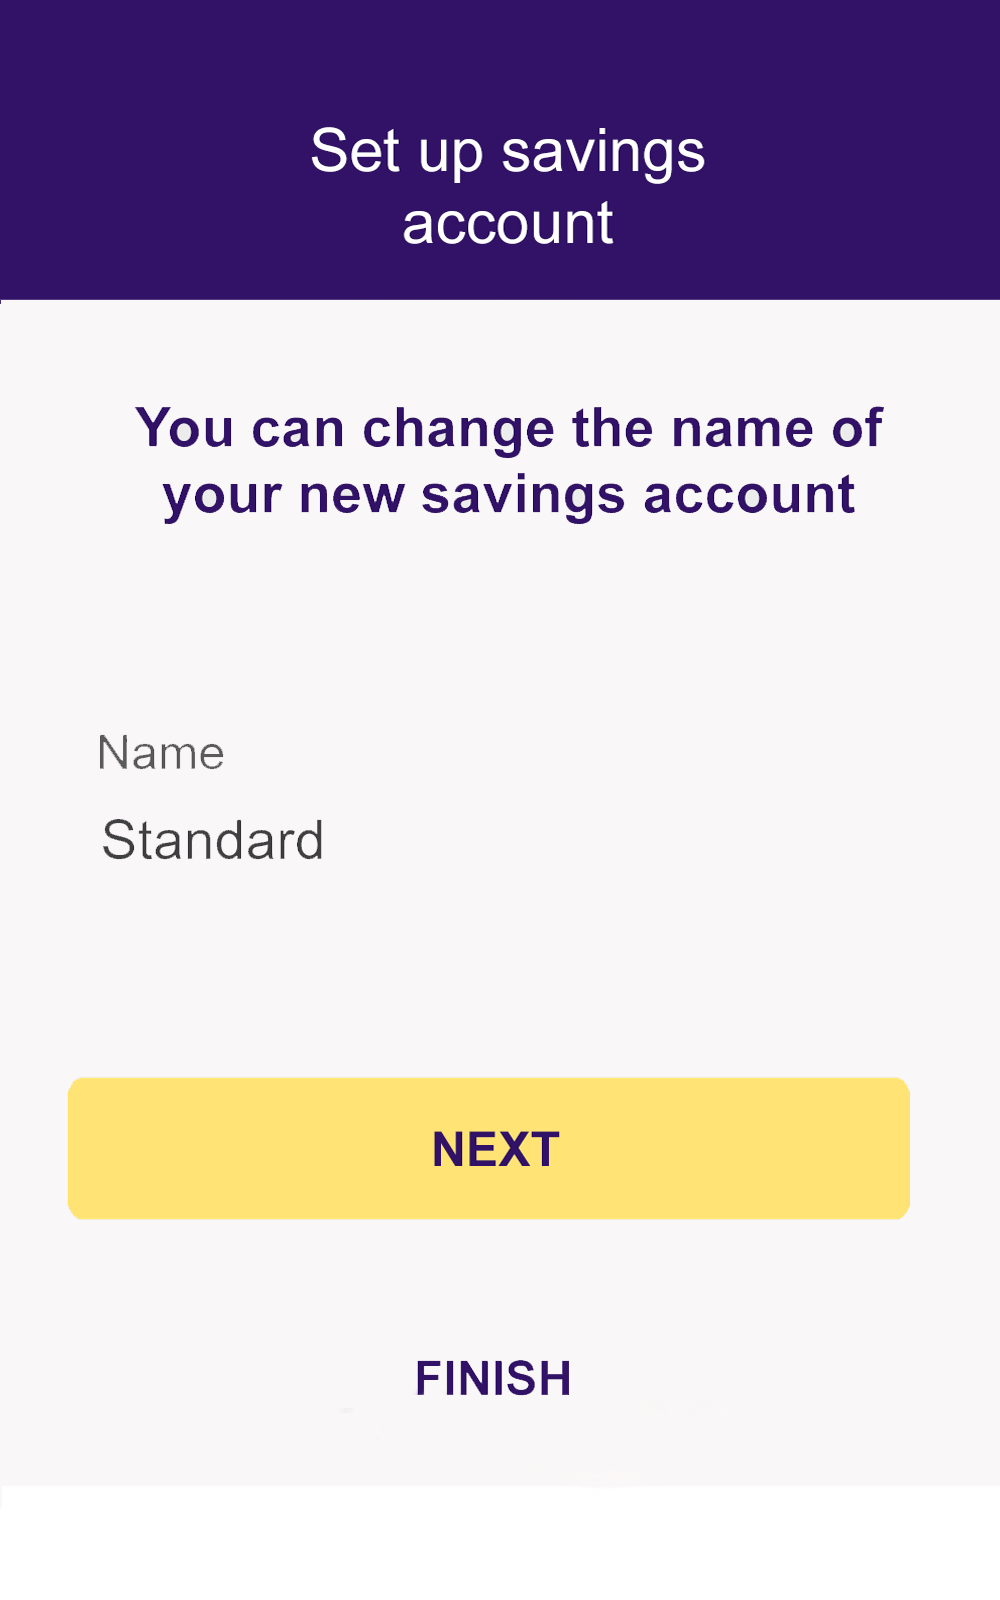 Set up savings
account
You can change the name of
your new savings account
Name
Standard
NEXT
FINISH